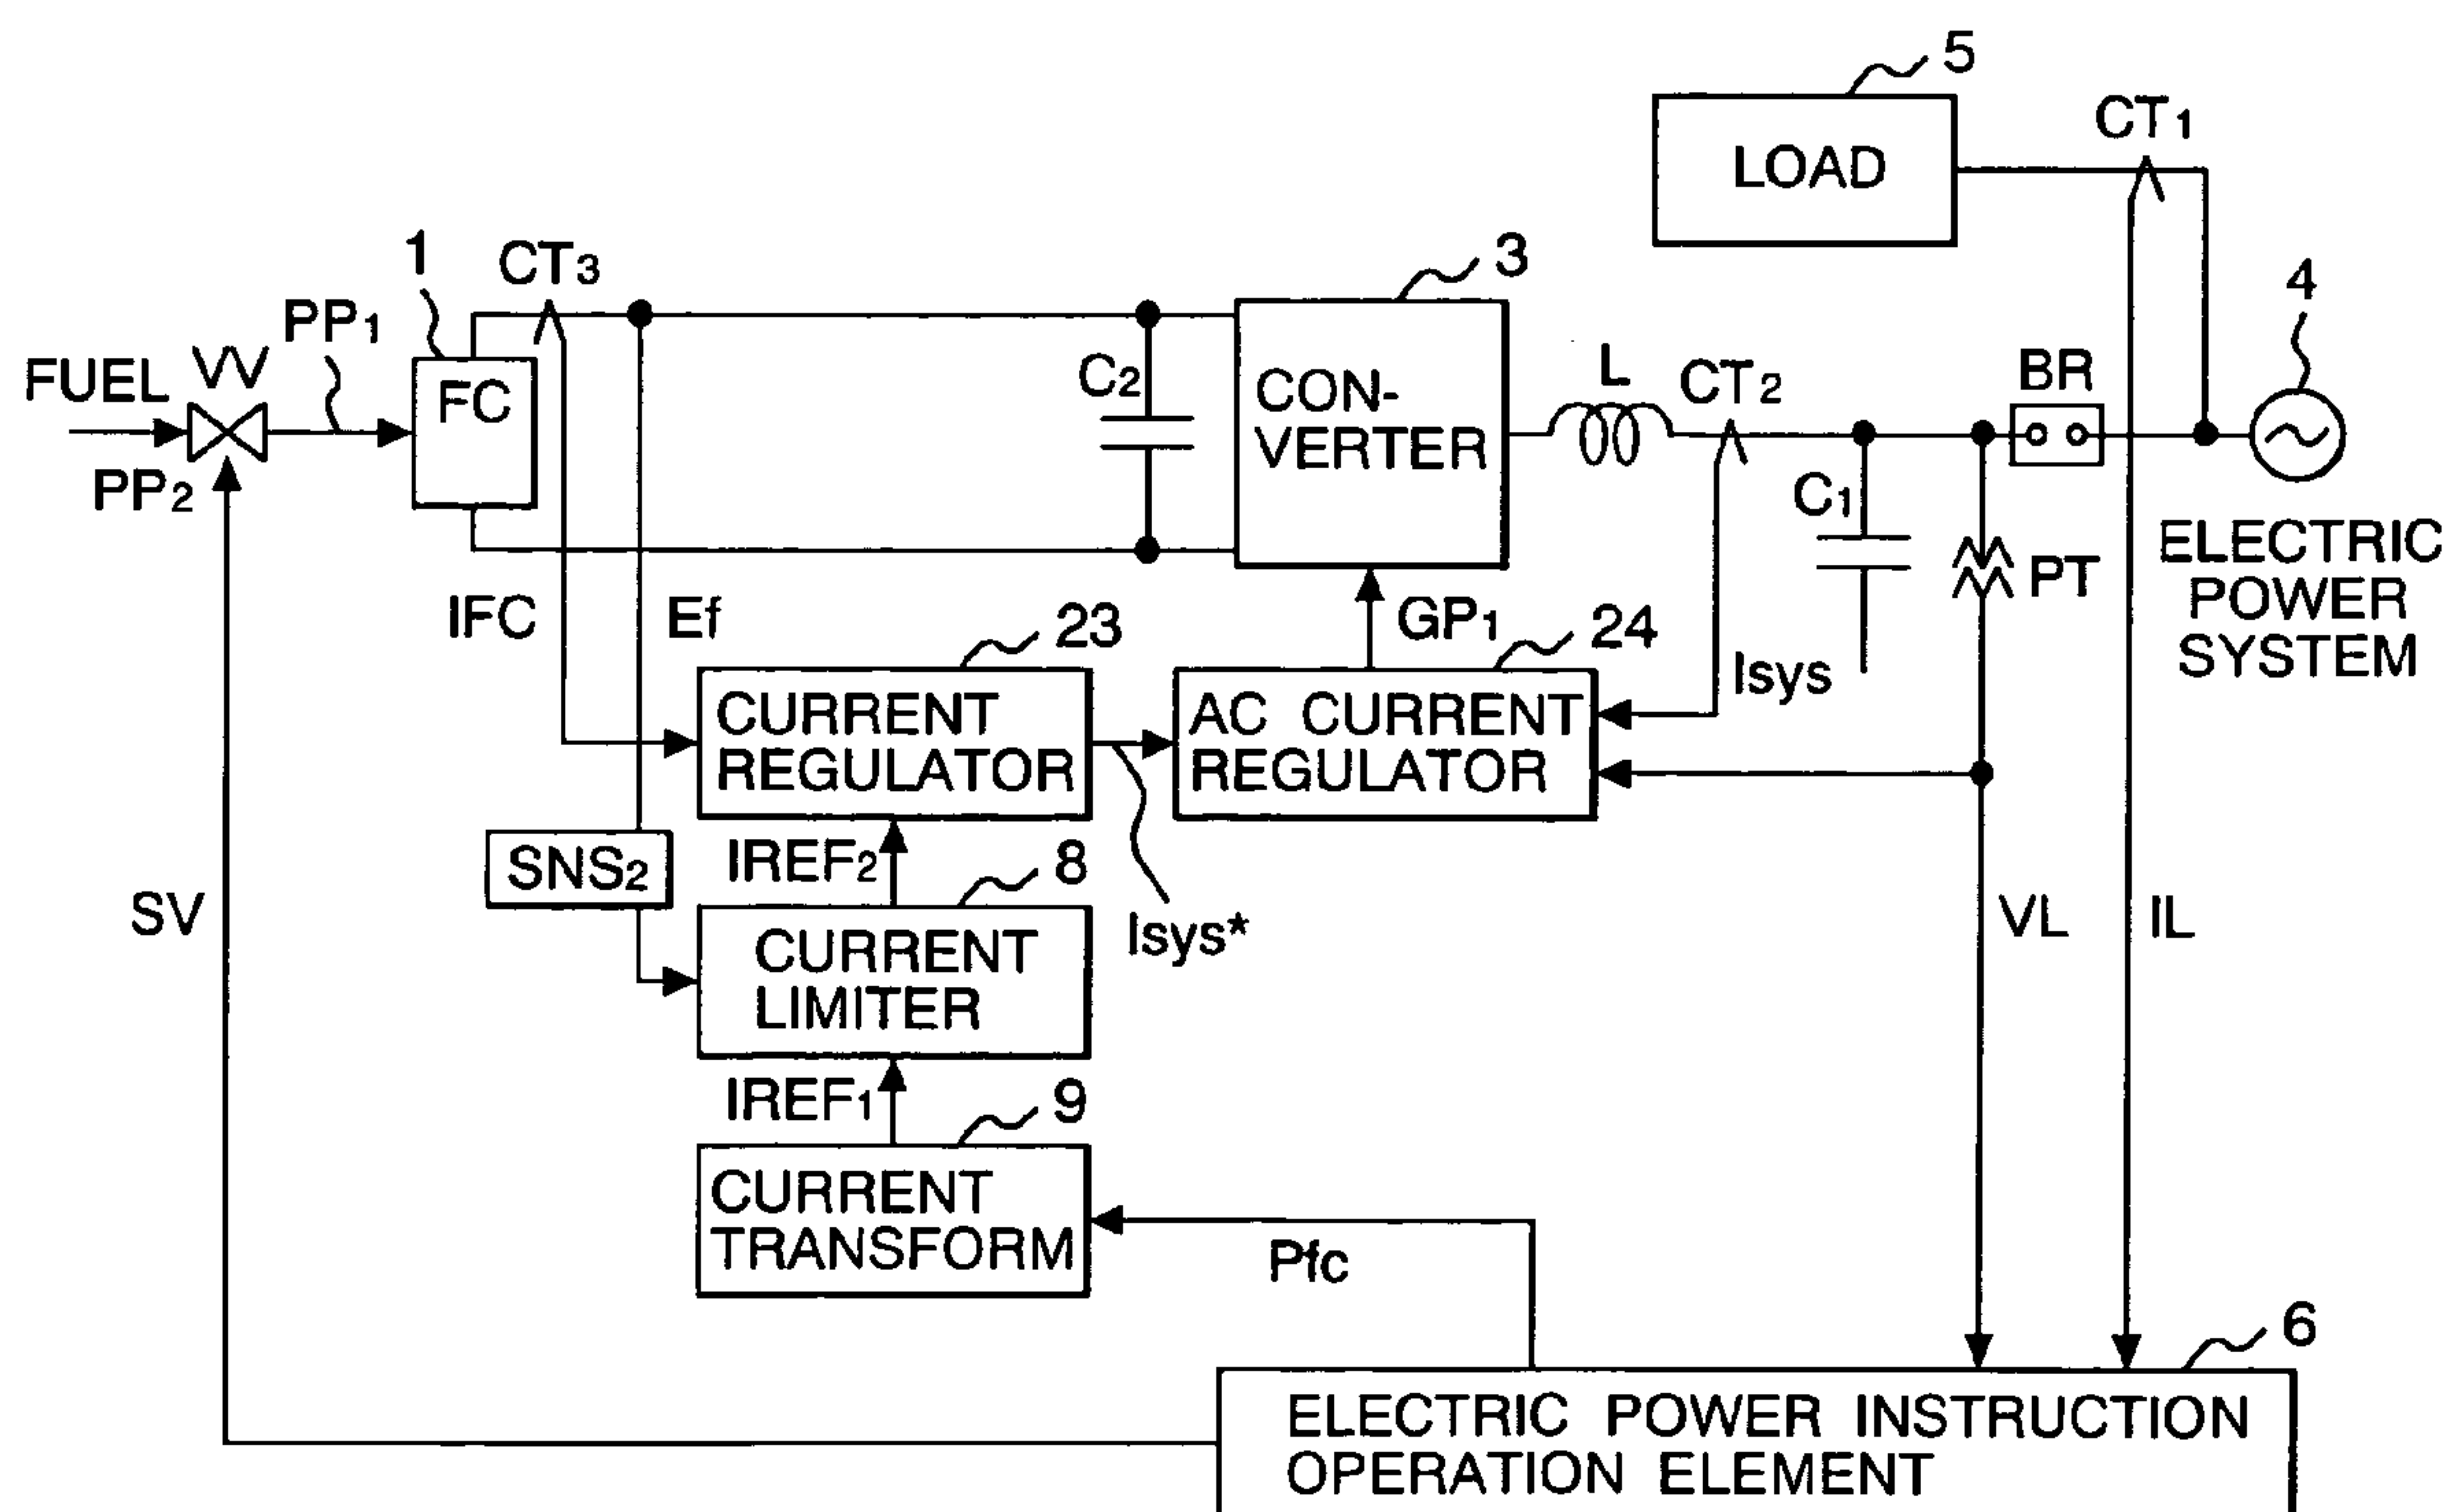 5
CT1
LOAD
1
CT3
3
4
PP1
VV
FUEL
FC
C2
CON-
VERTER
L
CT2
BR
PP2
C1
ELECTRIC
POWER
SYSTEM
PT
IFC
Ef
23
GP1
24
Isys
CURRENT
REGULATOR
AC CURRENT
REGULATOR
SNS2
IREF2
8
SV
Isys*
VL
IL
CURRENT
LIMITER
IREF1
9
CURRENT
TRANSFORM
Pfc
6
ELECTRIC POWER INSTRUCTION
OPERATION ELEMENT